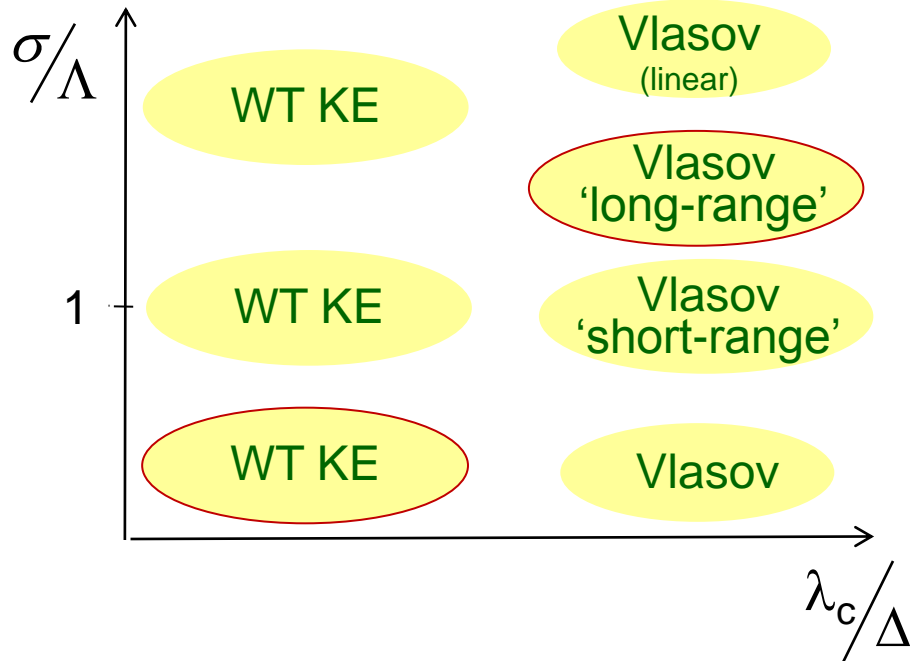 σ/Λ
WT KE
Vlasov
(linear)
Vlasov
‘long-range’
1
WT KE
Vlasov
‘short-range’
WT KE
Vlasov
λc/Δ